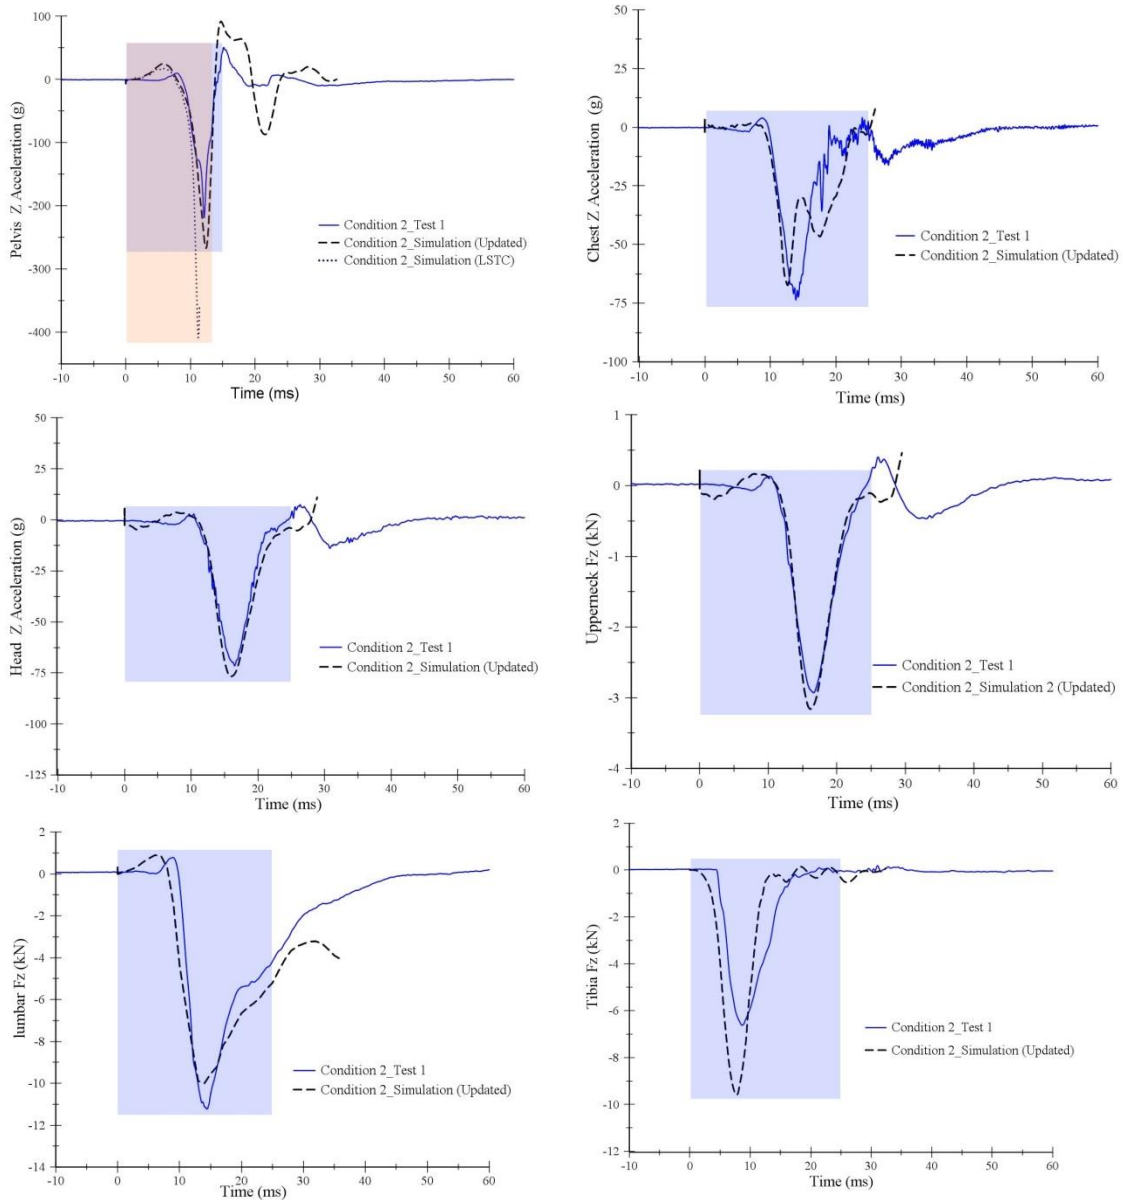 100
0
-100
-200
-300
-400
Pelvis Z Acceleration (g)
Condition 2_Test 1
Condition 2_Simulation (Updated)
Condition 2_Simulation (LSTC)
-10 0 10 20 30 40 50 60
Time (ms)
50
25
0
-25
-50
-75
-100
Chest Z Acceleration (g)
Condition 2_Test 1
Condition 2_Simulation (Updated)
-10 0 10 20 30 40 50 60
Time (ms)
50
25
0
-25
-50
-75
-100
-125
Head Z Acceleration (g)
Condition 2_Test 1
Condition 2_Simulation (Updated)
-10 0 10 20 30 40 50 60
Time (ms)
1
0
-1
-2
-3
-4
Upperneck Fz (kN)
Condition 2_Test 1
Condition 2_Simulation 2 (Updated)
-10 0 10 20 30 40 50 60
Time (ms)
2
0
-2
-4
-6
-8
-10
-12
-14
lumbar Fz (kN)
Condition 2_Test 1
Condition 2_Simulation (Updated)
-10 0 10 20 30 40 50 60
Time (ms)
2
0
-2
-4
-6
-8
-10
-12
Tibia Fz (kN)
Condition 2_Test 1
Condition 2_Simulation (Updated)
-10 0 10 20 30 40 50 60
Time (ms)